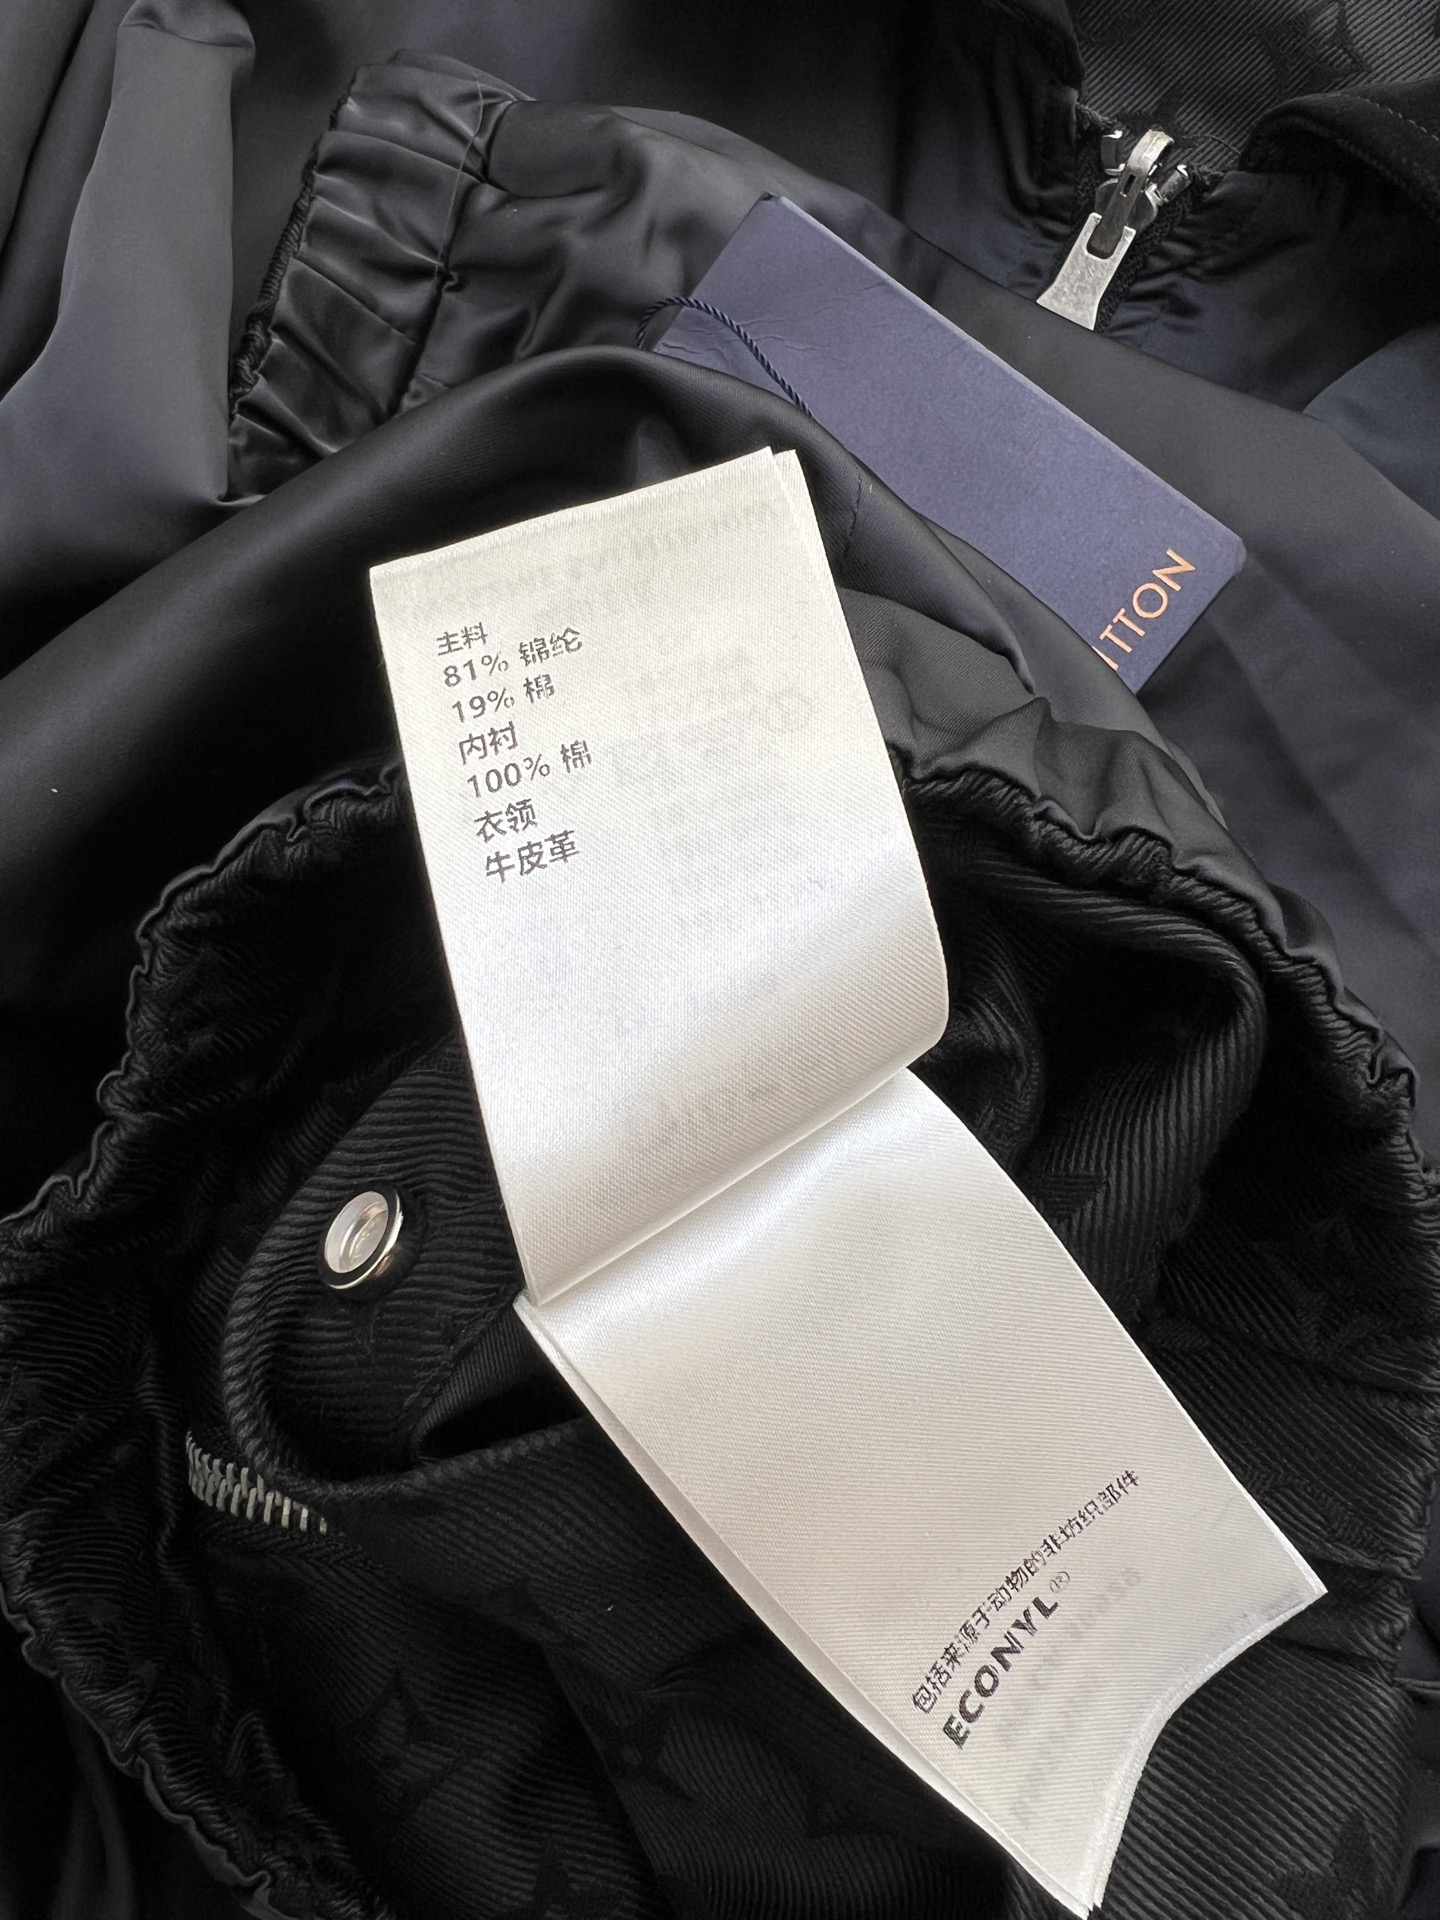 TTON
主料
81% 锦纶
19% 棉
内衬
100% 棉
衣领
牛皮革
包括来源于动物的非纺织部件
ECONYL®